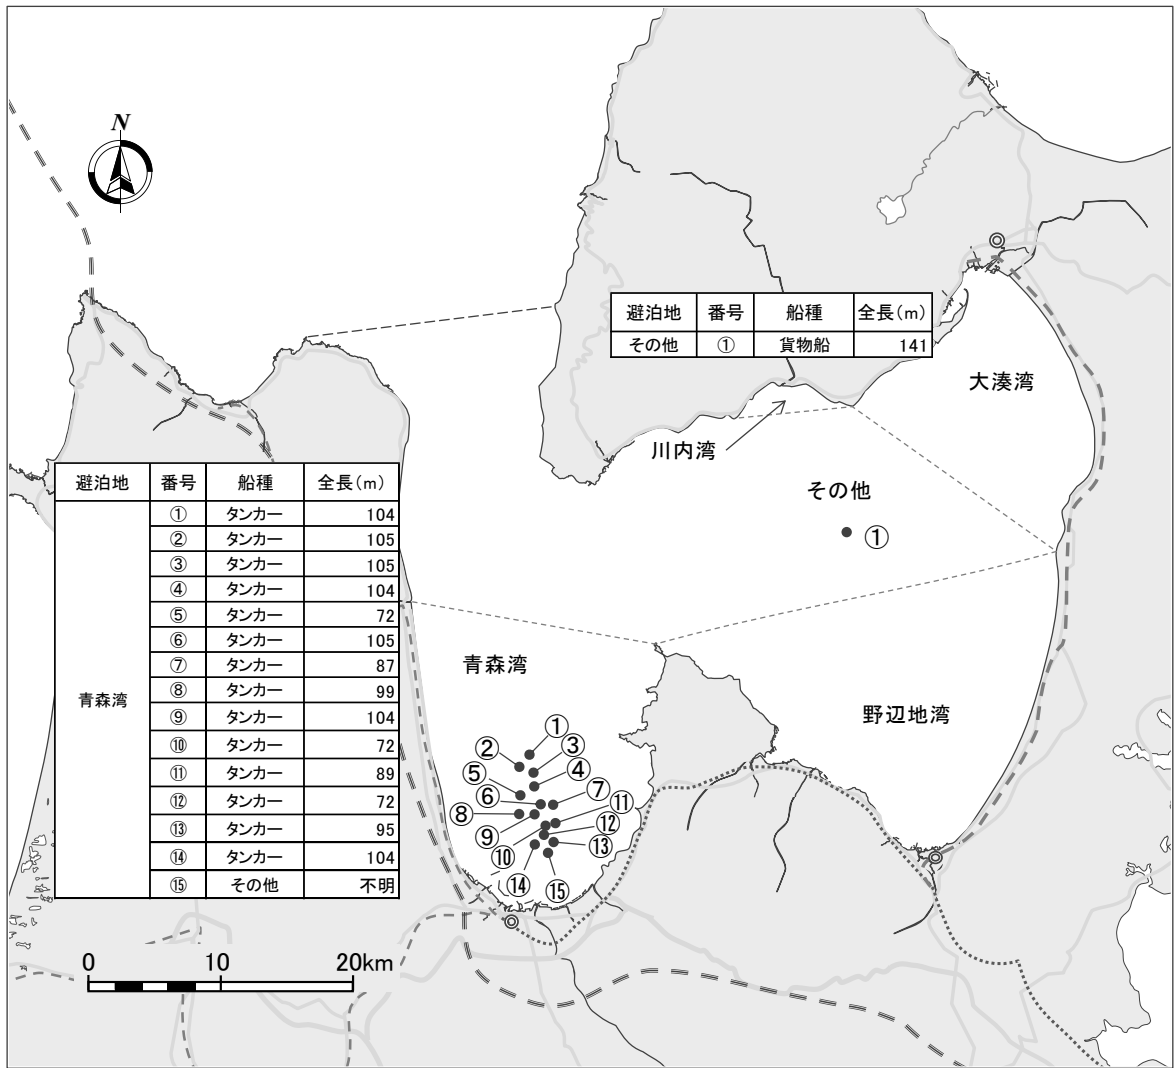 N
避泊地 番号 船種 全長(m)
その他 ① 貨物船 141
大湊湾
川内湾
その他
①
避泊地 番号 船種 全長(m)
青森湾
① タンカー 104
② タンカー 105
③ タンカー 105
④ タンカー 104
⑤ タンカー 72
⑥ タンカー 105
⑦ タンカー 87
⑧ タンカー 99
⑨ タンカー 104
⑩ タンカー 72
⑪ タンカー 89
⑫ タンカー 72
⑬ タンカー 95
⑭ タンカー 104
⑮ その他 不明
青森湾
野辺地湾
①
②
③
④
⑤
⑥
⑦
⑧
⑪
⑨
⑫
⑩
⑬
⑭
⑮
0 10 20km